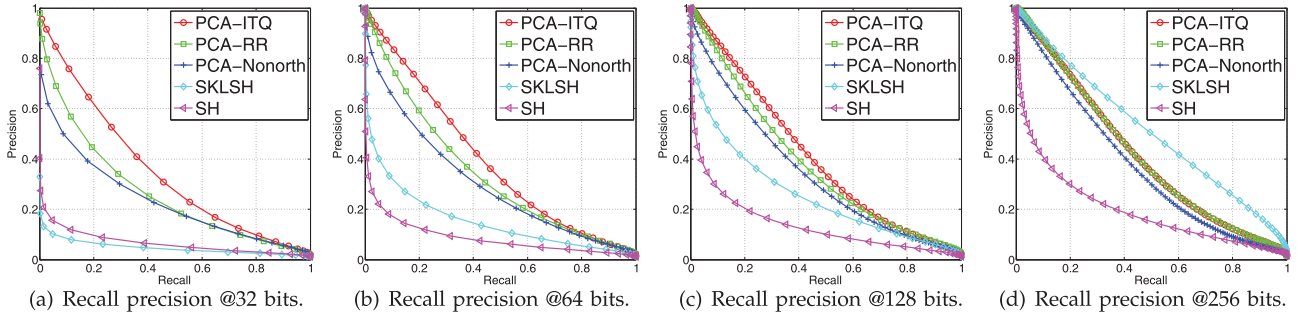 1
0.8
0.6
0.4
0.2
0
Precision
0 0.2 0.4 0.6 0.8 1
Recall
PCA−ITQ
PCA−RR
PCA−Nonorth
SKLSH
SH
(a) Recall precision @32 bits.
1
0.8
0.6
0.4
0.2
0
Precision
0 0.2 0.4 0.6 0.8 1
Recall
PCA−ITQ
PCA−RR
PCA−Nonorth
SKLSH
SH
(b) Recall precision @64 bits.
1
0.8
0.6
0.4
0.2
0
Precision
0 0.2 0.4 0.6 0.8 1
Recall
PCA−ITQ
PCA−RR
PCA−Nonorth
SKLSH
SH
(c) Recall precision @128 bits.
1
0.8
0.6
0.4
0.2
0
Precision
0 0.2 0.4 0.6 0.8 1
Recall
PCA−ITQ
PCA−RR
PCA−Nonorth
SKLSH
SH
(d) Recall precision @256 bits.